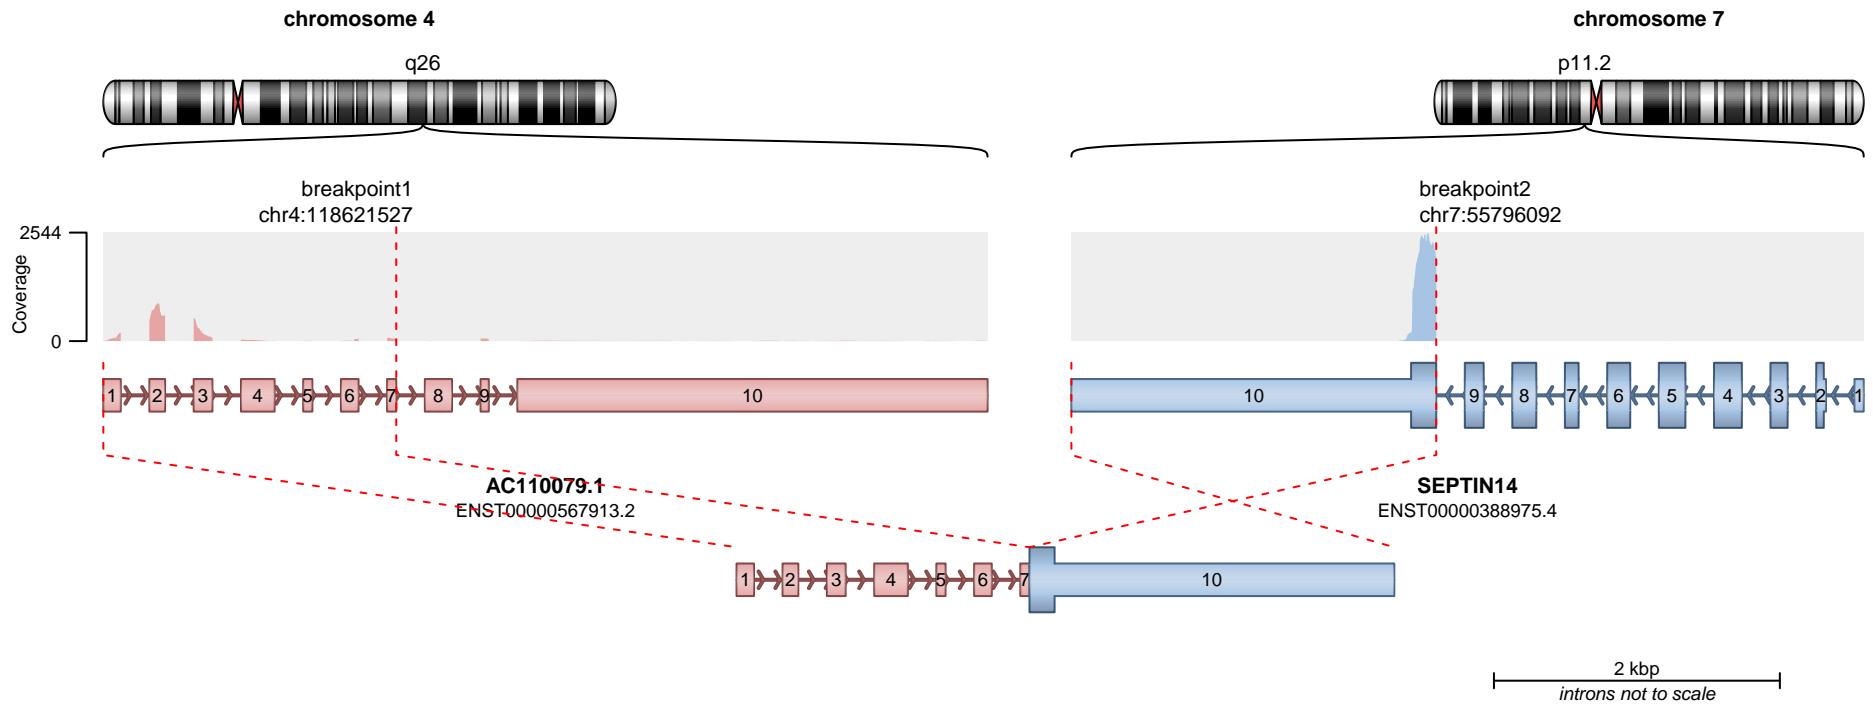 chromosome 4
chromosome 7
q26
p11.2
breakpoint1
chr4:118621527
breakpoint2
chr7:55796092
2544
Coverage
0
1 2 3 4 5 6 7 8 9 10
10 9 8 7 6 5 4 3 2 1
AC110079.1
ENST00000567913.2
SEPTIN14
ENST00000388975.4
1 2 3 4 5 6 7 10
2 kbp
introns not to scale